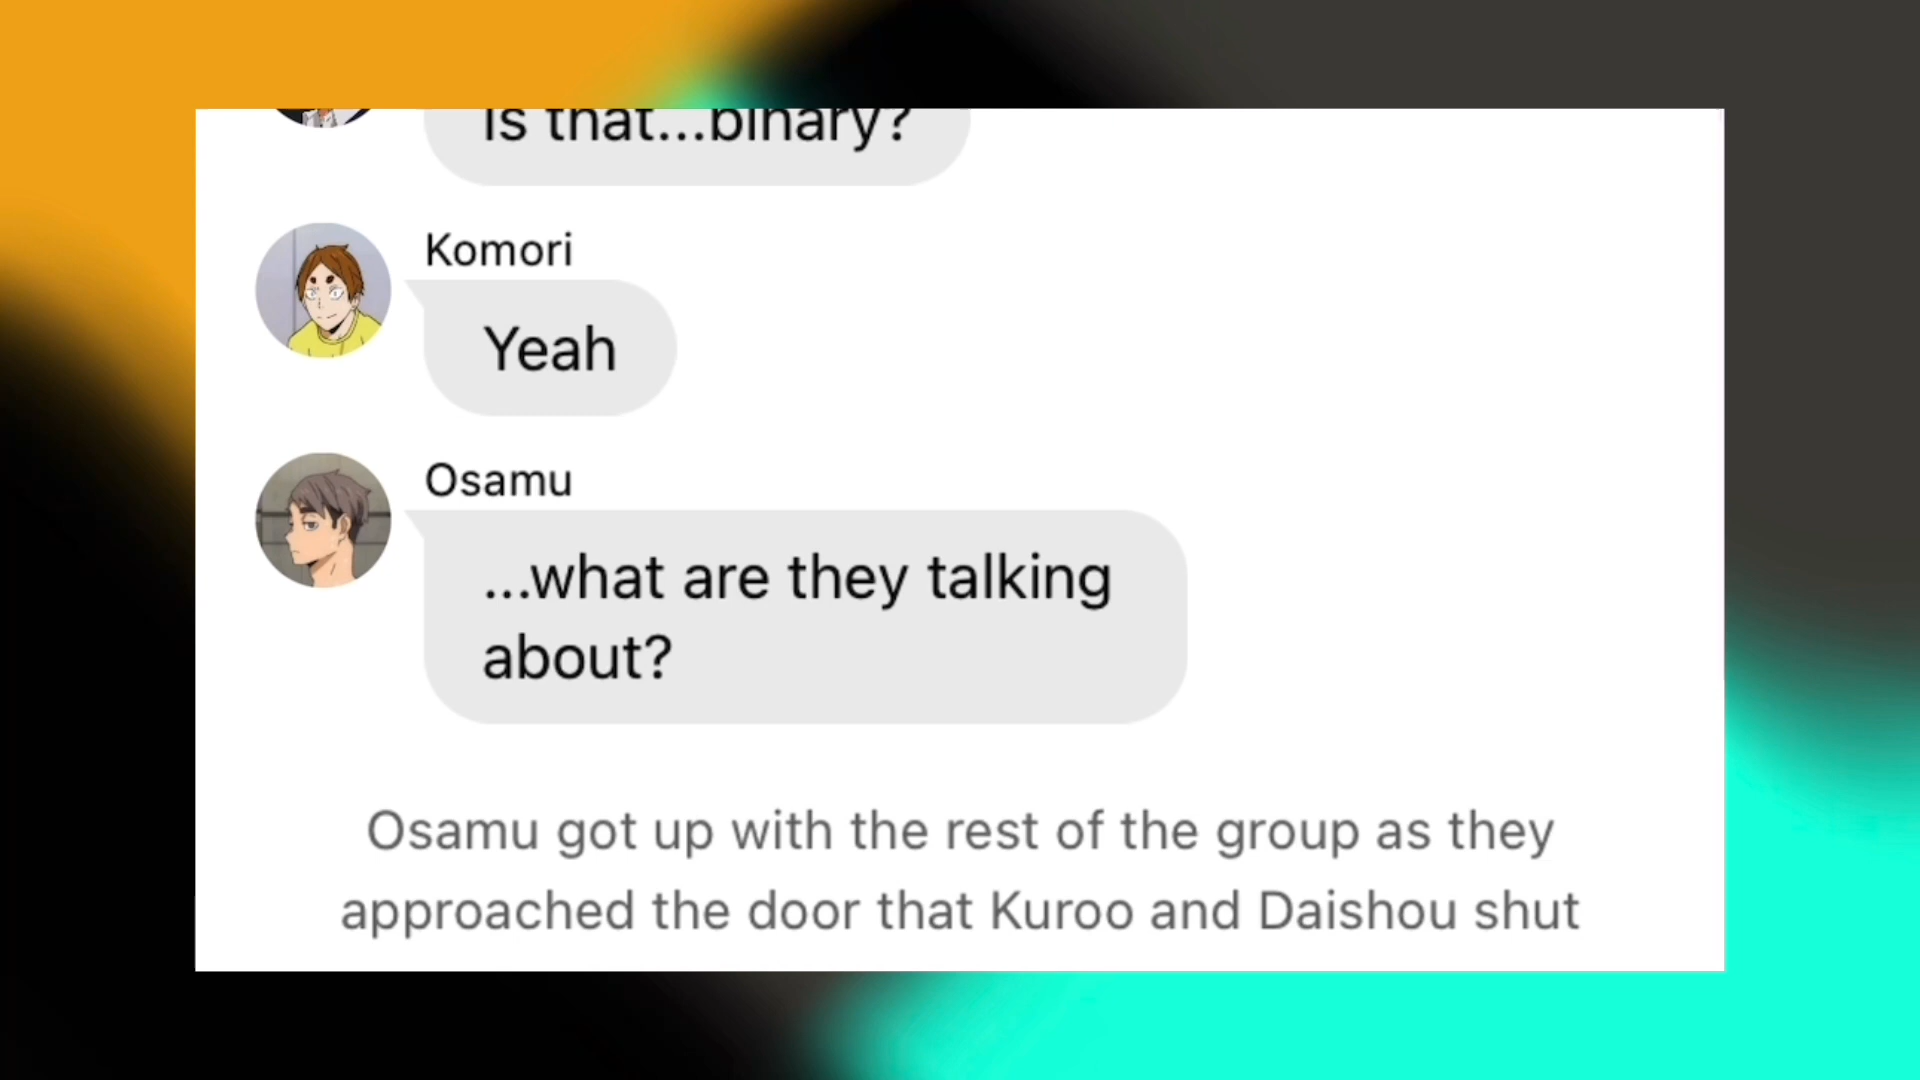 Is that...binary?
Komori
Yeah
Osamu
...what are they talking
about?
Osamu got up with the rest of the group as they
approached the door that Kuroo and Daishou shut